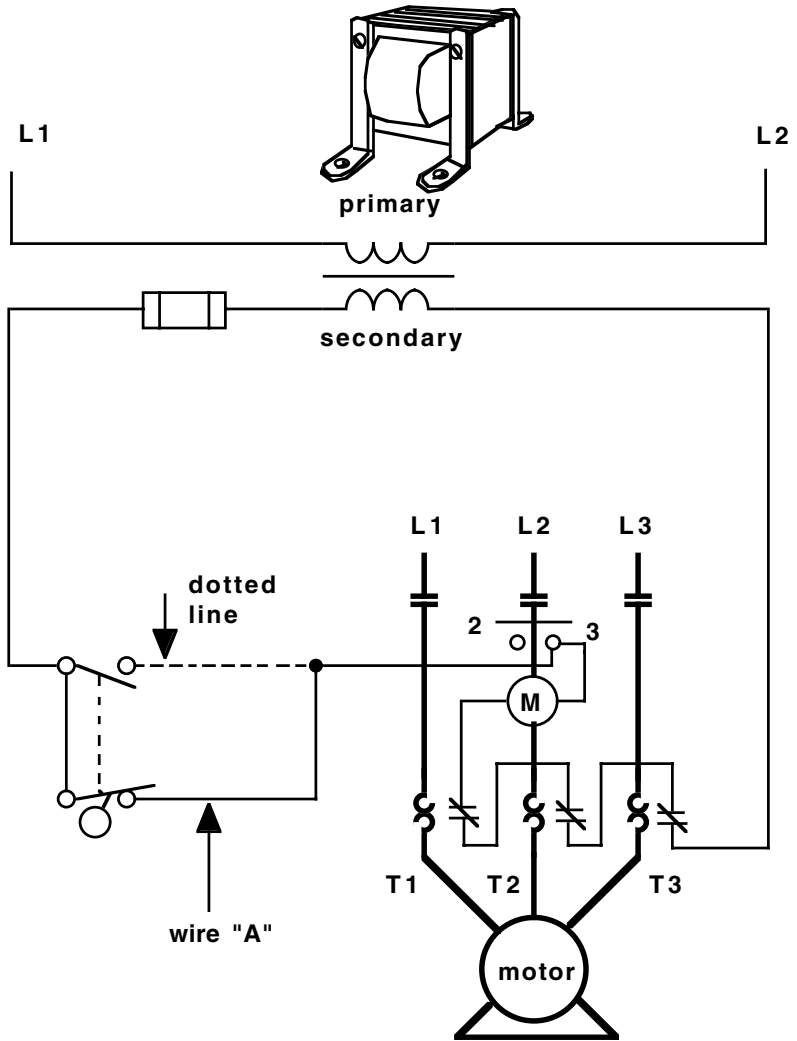 L1
L2
primary
secondary
L1
L2
L3
dotted
line
2
3
M
T1
T2
T3
wire "A"
motor